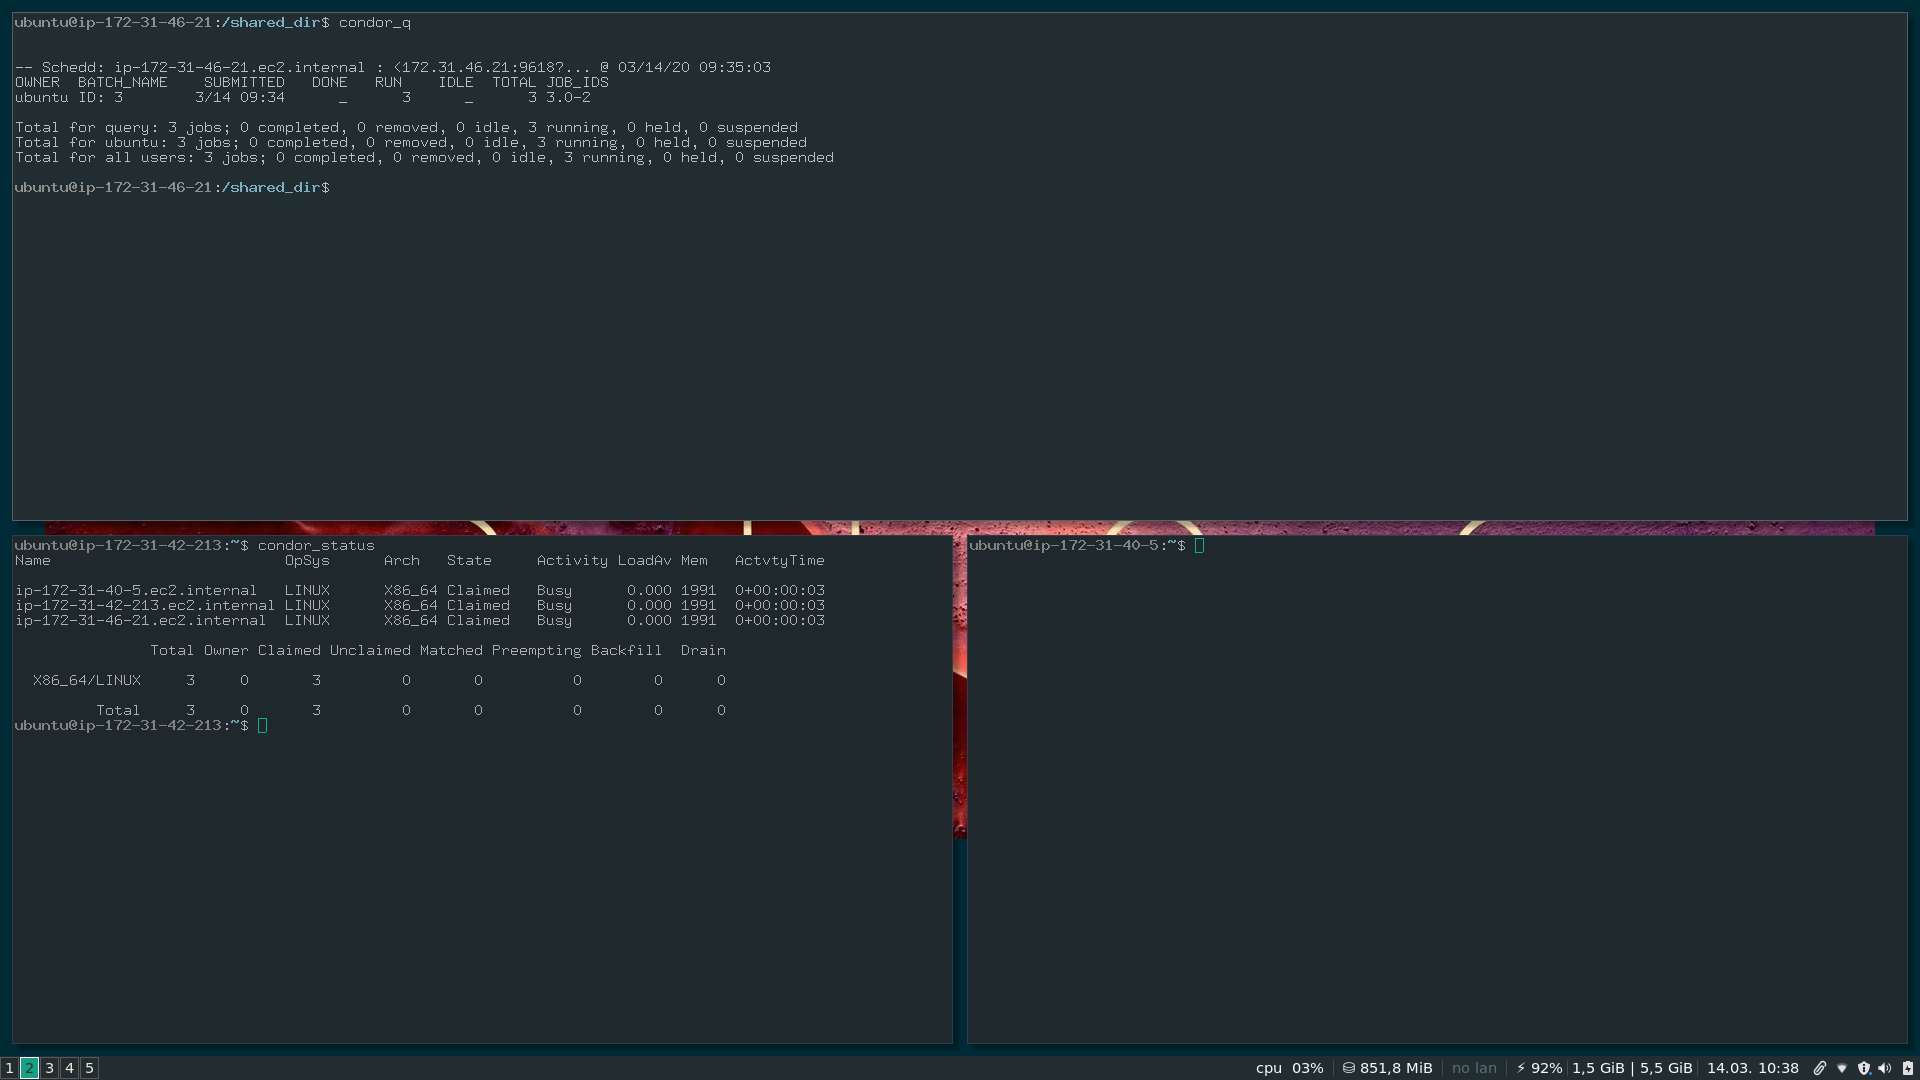 ubuntu@ip-172-31-46-21:/shared_dir$ condor_q
-- Schedd: ip-172-31-46-21.ec2.internal : <172.31.46.21:9618?... @ 03/14/20 09:35:03
OWNER  BATCH_NAME    SUBMITTED   DONE   RUN    IDLE  TOTAL JOB_IDS
ubuntu ID: 3        3/14 09:34      _      3      _      3 3.0-2
Total for query: 3 jobs; 0 completed, 0 removed, 0 idle, 3 running, 0 held, 0 suspended
Total for ubuntu: 3 jobs; 0 completed, 0 removed, 0 idle, 3 running, 0 held, 0 suspended
Total for all users: 3 jobs; 0 completed, 0 removed, 0 idle, 3 running, 0 held, 0 suspended
ubuntu@ip-172-31-46-21:/shared_dir$
ubuntu@ip-172-31-42-213:~$ condor_status
Name                          OpSys      Arch   State     Activity LoadAv Mem   ActvtyTime
ip-172-31-40-5.ec2.internal   LINUX      X86_64 Claimed   Busy      0.000 1991  0+00:00:03
ip-172-31-42-213.ec2.internal LINUX      X86_64 Claimed   Busy      0.000 1991  0+00:00:03
ip-172-31-46-21.ec2.internal  LINUX      X86_64 Claimed   Busy      0.000 1991  0+00:00:03
Total Owner Claimed Unclaimed Matched Preempting Backfill  Drain
X86_64/LINUX     3     0       3         0       0          0        0      0
Total     3     0       3         0       0          0        0      0
ubuntu@ip-172-31-42-213:~$
ubuntu@ip-172-31-40-5:~$
1 2 3 4 5 cpu 03% 851,8 MiB no lan ⚡ 92% 1,5 GiB | 5,5 GiB 14.03. 10:38